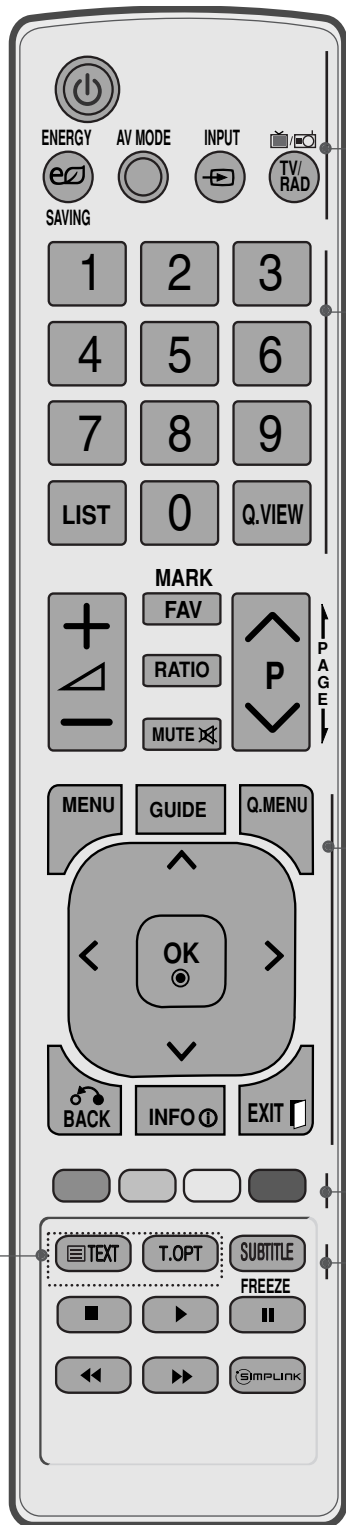 ENERGY AV MODE INPUT
TV/
RAD
SAVING
1 2 3
4 5 6
7 8 9
LIST 0 Q.VIEW
MARK
FAV
RATIO
P
PAGE
MUTE
MENU GUIDE Q.MENU
OK
BACK INFO EXIT
TEXT T.OPT SUBTITLE
FREEZE
SIMPLINK